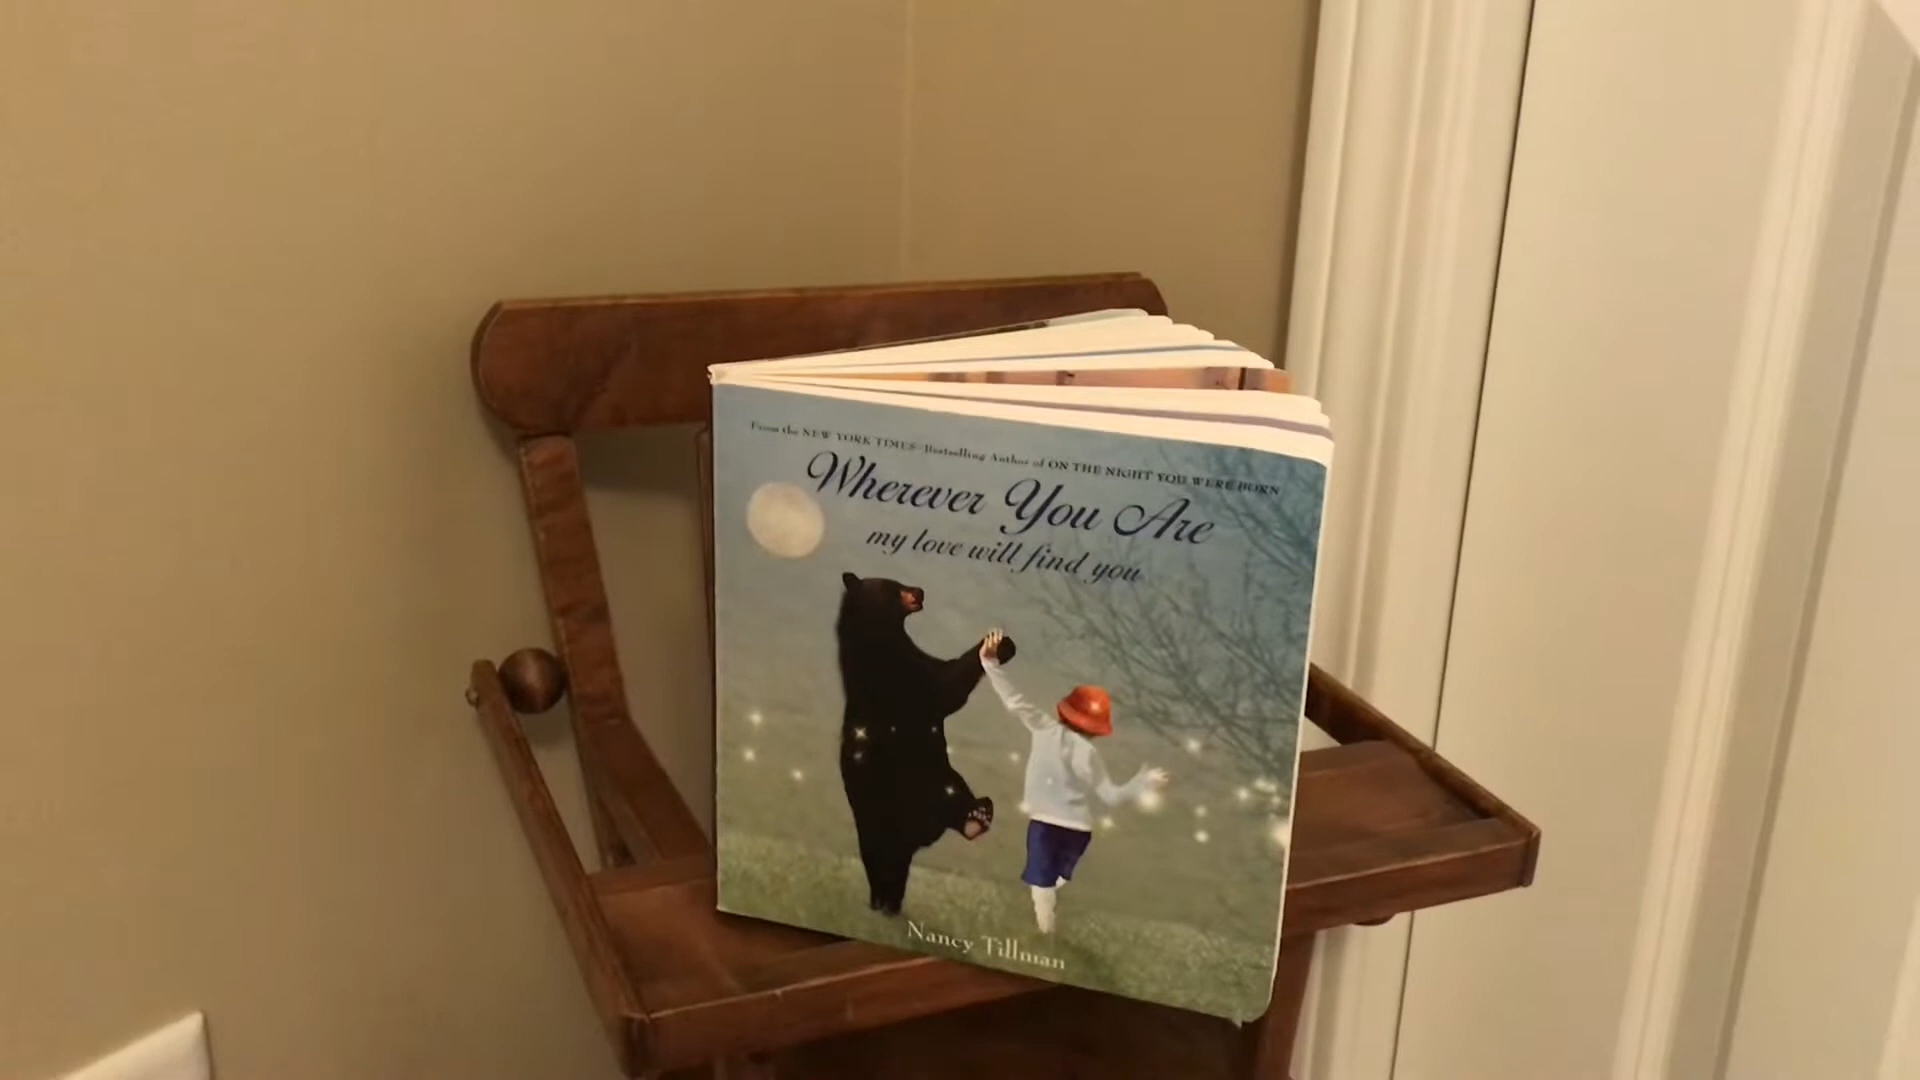 From the NEW YORK TIMES–Bestselling Author of ON THE NIGHT YOU WERE BORN
Wherever You Are
my love will find you
Nancy Tillman